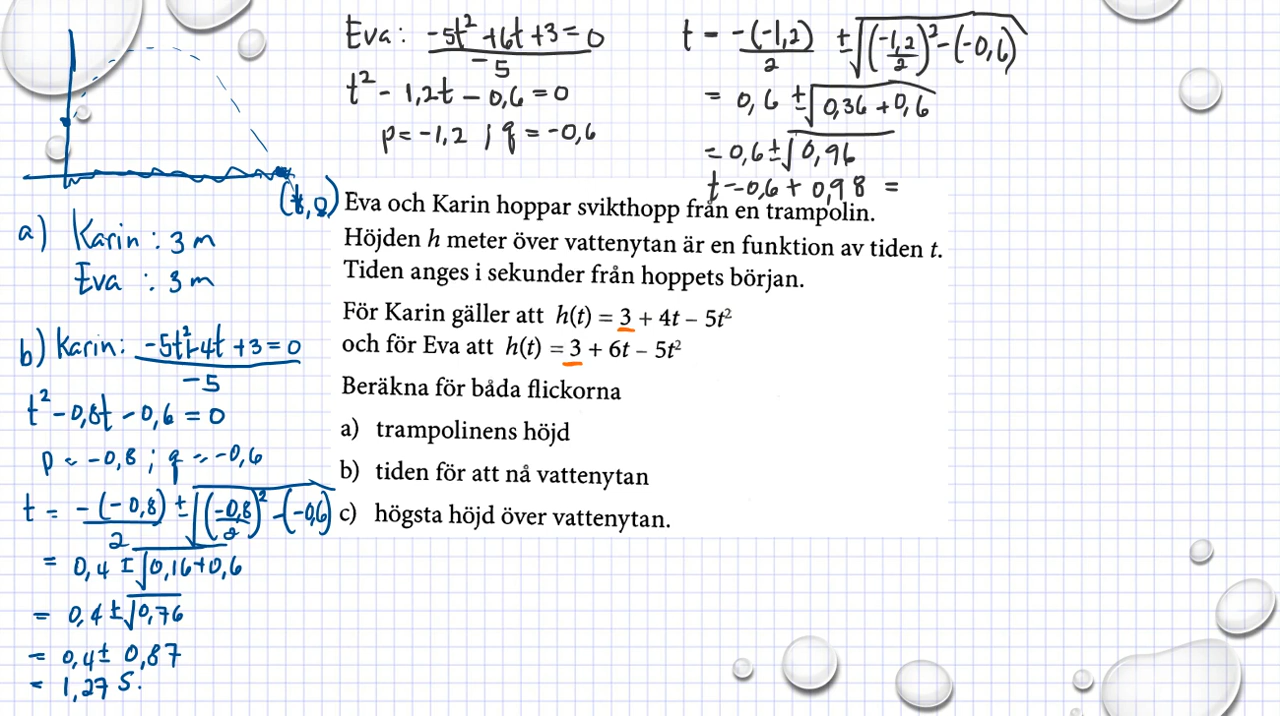 Eva: -5t² + 6t + 3 = 0
-5
t² - 1,2t - 0,6 = 0
p = -1,2 ; q = -0,6
t = -(-1,2)/2 ± √((-1,2/2)² - (-0,6))
= 0,6 ± √0,36 + 0,6
= 0,6 ± √0,96
t = 0,6 + 0,98 =
(t, 0)
a) Karin : 3 m
Eva : 3 m
b) Karin: -5t² + 4t + 3 = 0
-5
t² - 0,8t - 0,6 = 0
p = -0,8 ; q = -0,6
t = -(-0,8)/2 ± √((-0,8/2)² - (-0,6))
= 0,4 ± √0,16 + 0,6
= 0,4 ± √0,76
= 0,4 ± 0,87
= 1,27 s.
Eva och Karin hoppar svikthopp från en trampolin.
Höjden h meter över vattenytan är en funktion av tiden t.
Tiden anges i sekunder från hoppets början.
För Karin gäller att h(t) = 3 + 4t – 5t²
och för Eva att h(t) = 3 + 6t – 5t²
Beräkna för båda flickorna
a) trampolinens höjd
b) tiden för att nå vattenytan
c) högsta höjd över vattenytan.